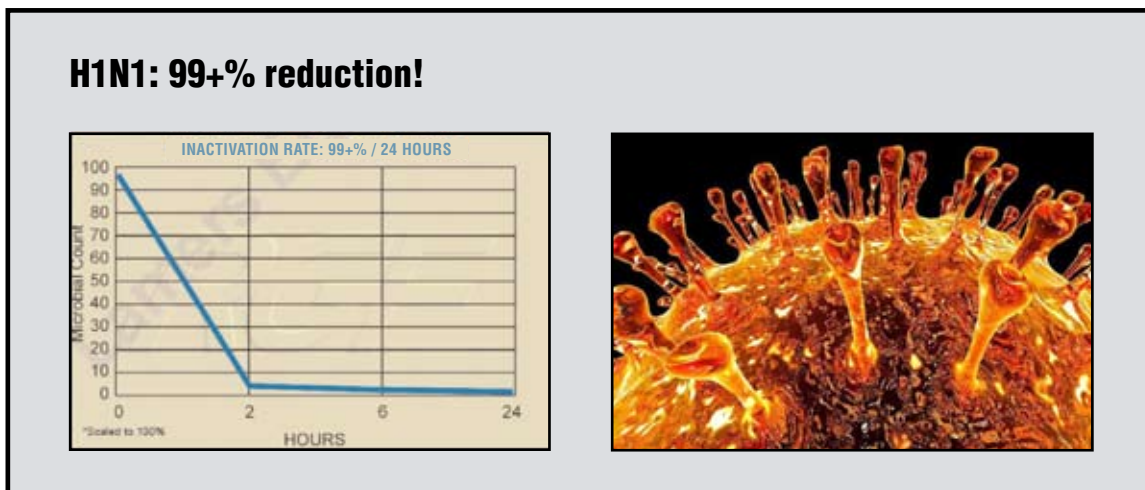 H1N1: 99+% reduction!
INACTIVATION RATE: 99+% / 24 HOURS
Microbial Count
100
90
80
70
60
50
40
30
20
10
0
0 2 6 24
*Scaled to 100%
HOURS